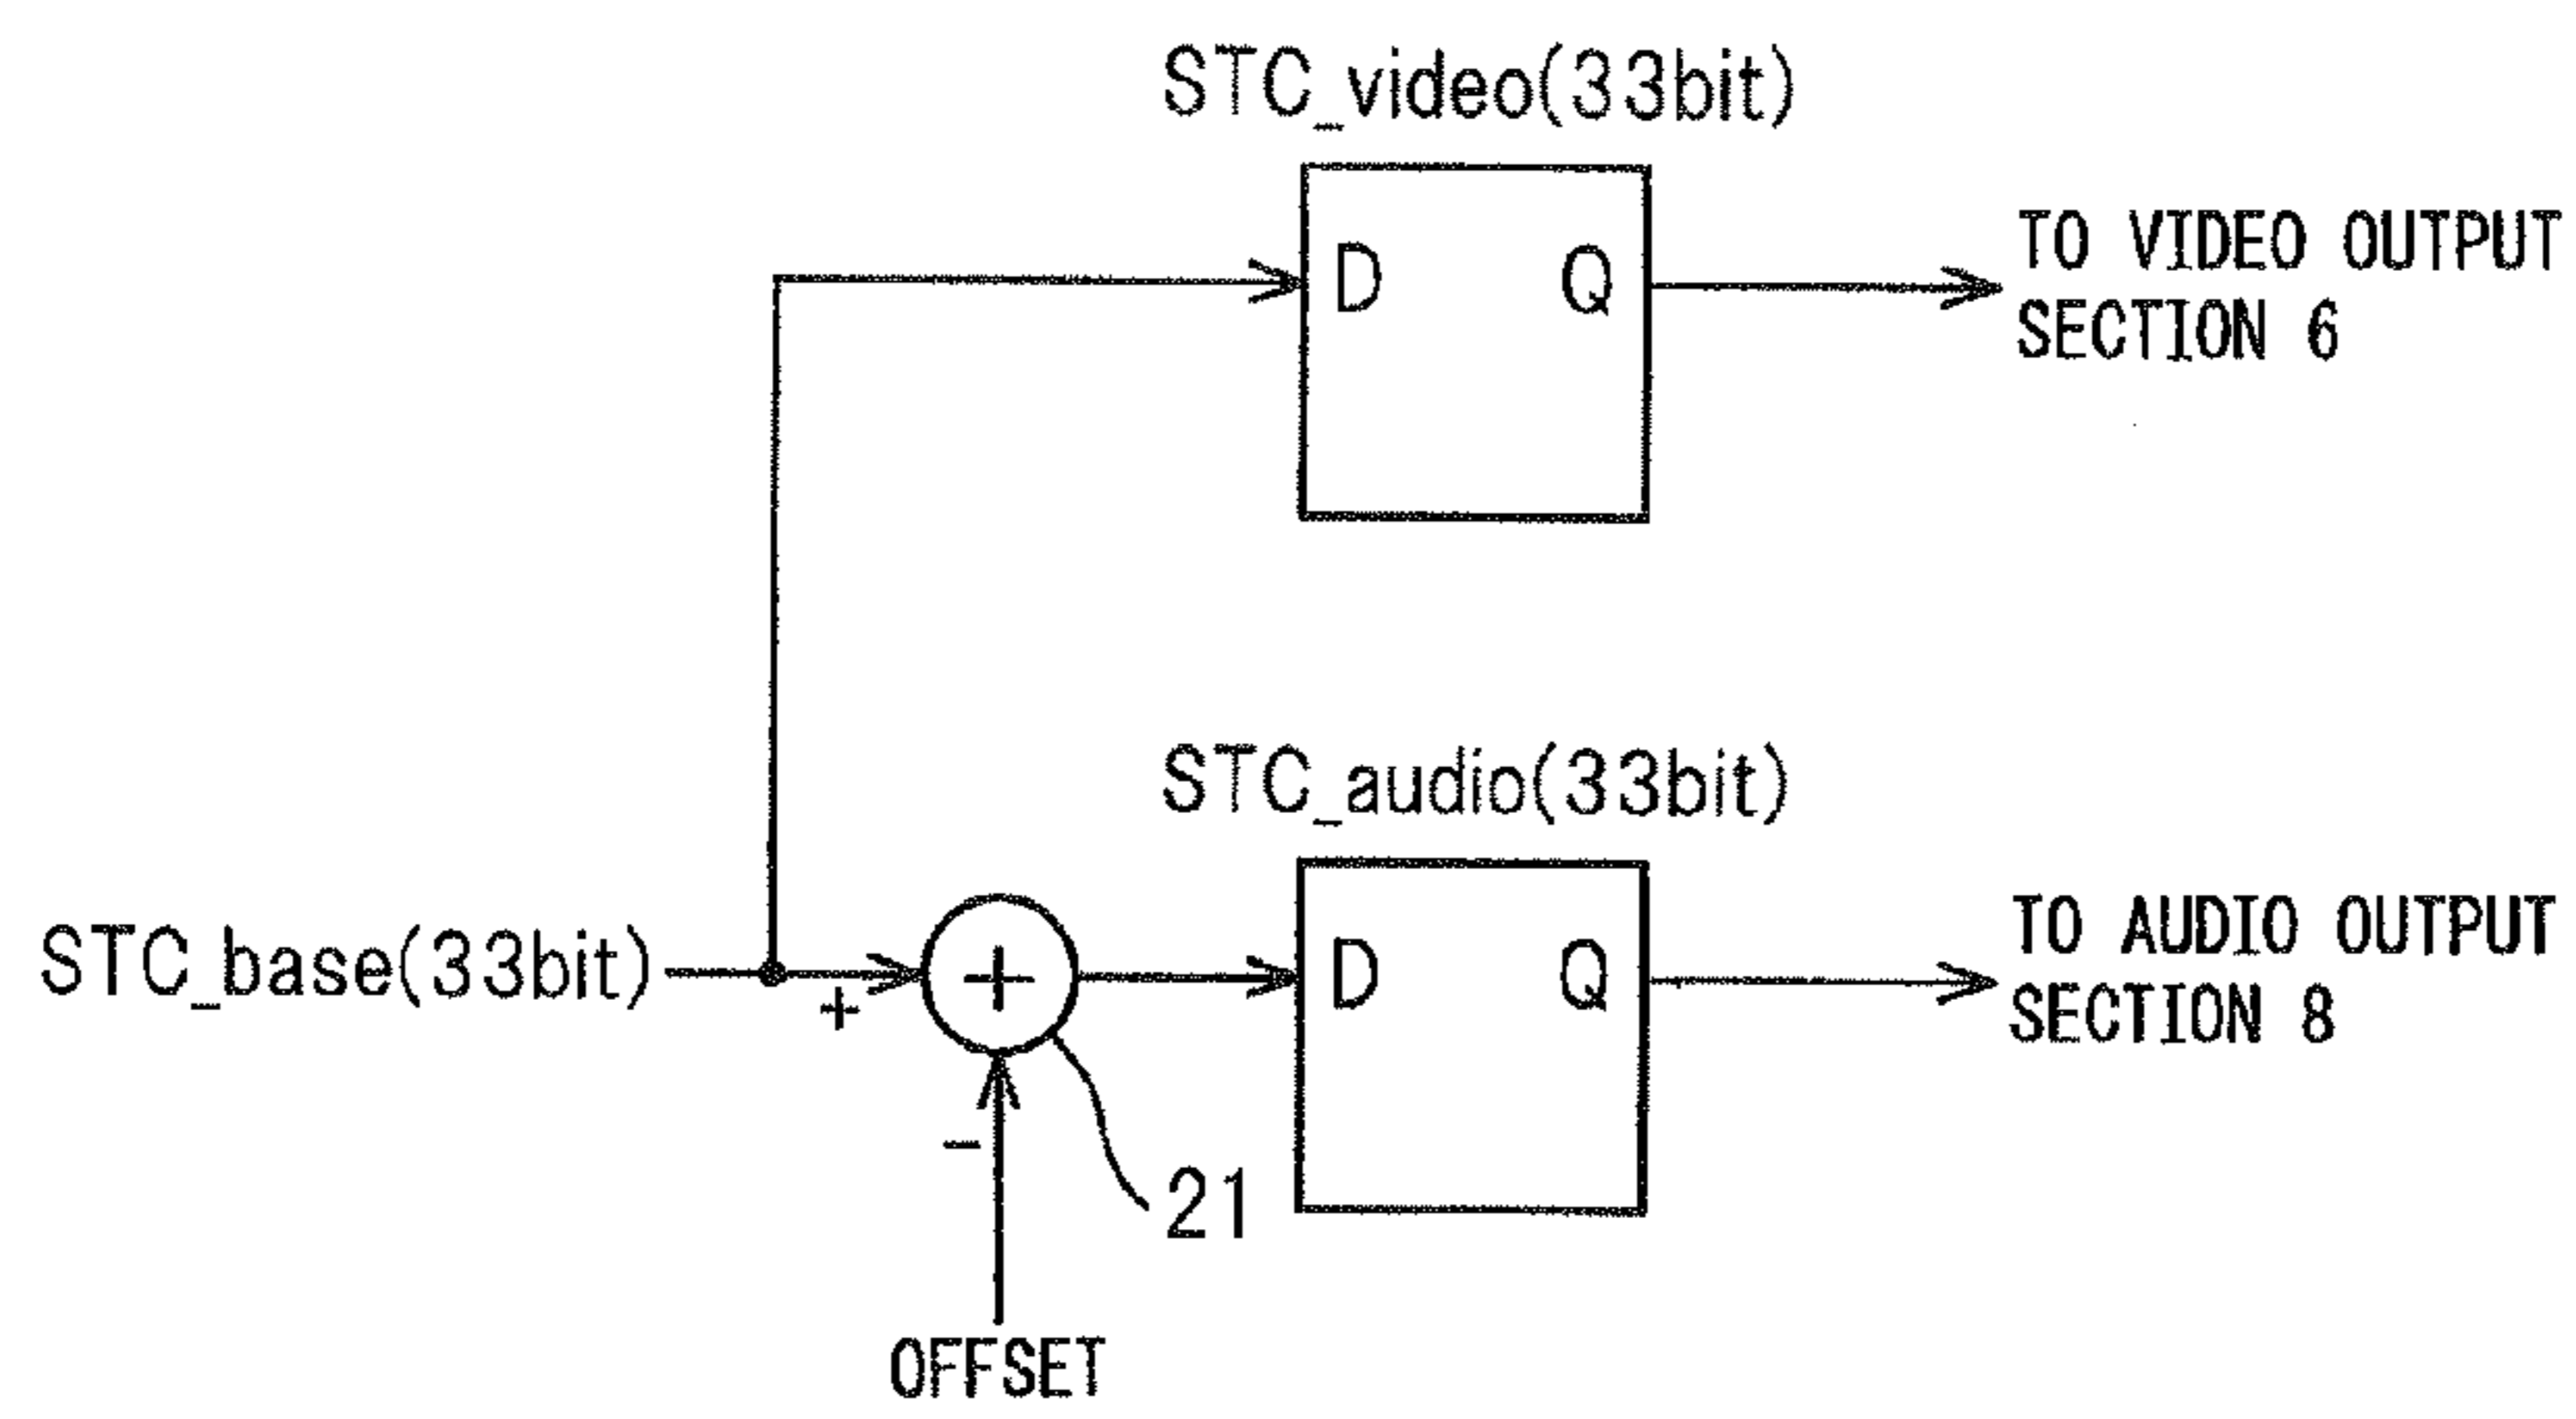 STC_video(33bit)
D Q
TO VIDEO OUTPUT
SECTION 6
STC_audio(33bit)
STC_base(33bit)
+
+
D Q
TO AUDIO OUTPUT
SECTION 8
-
21
OFFSET